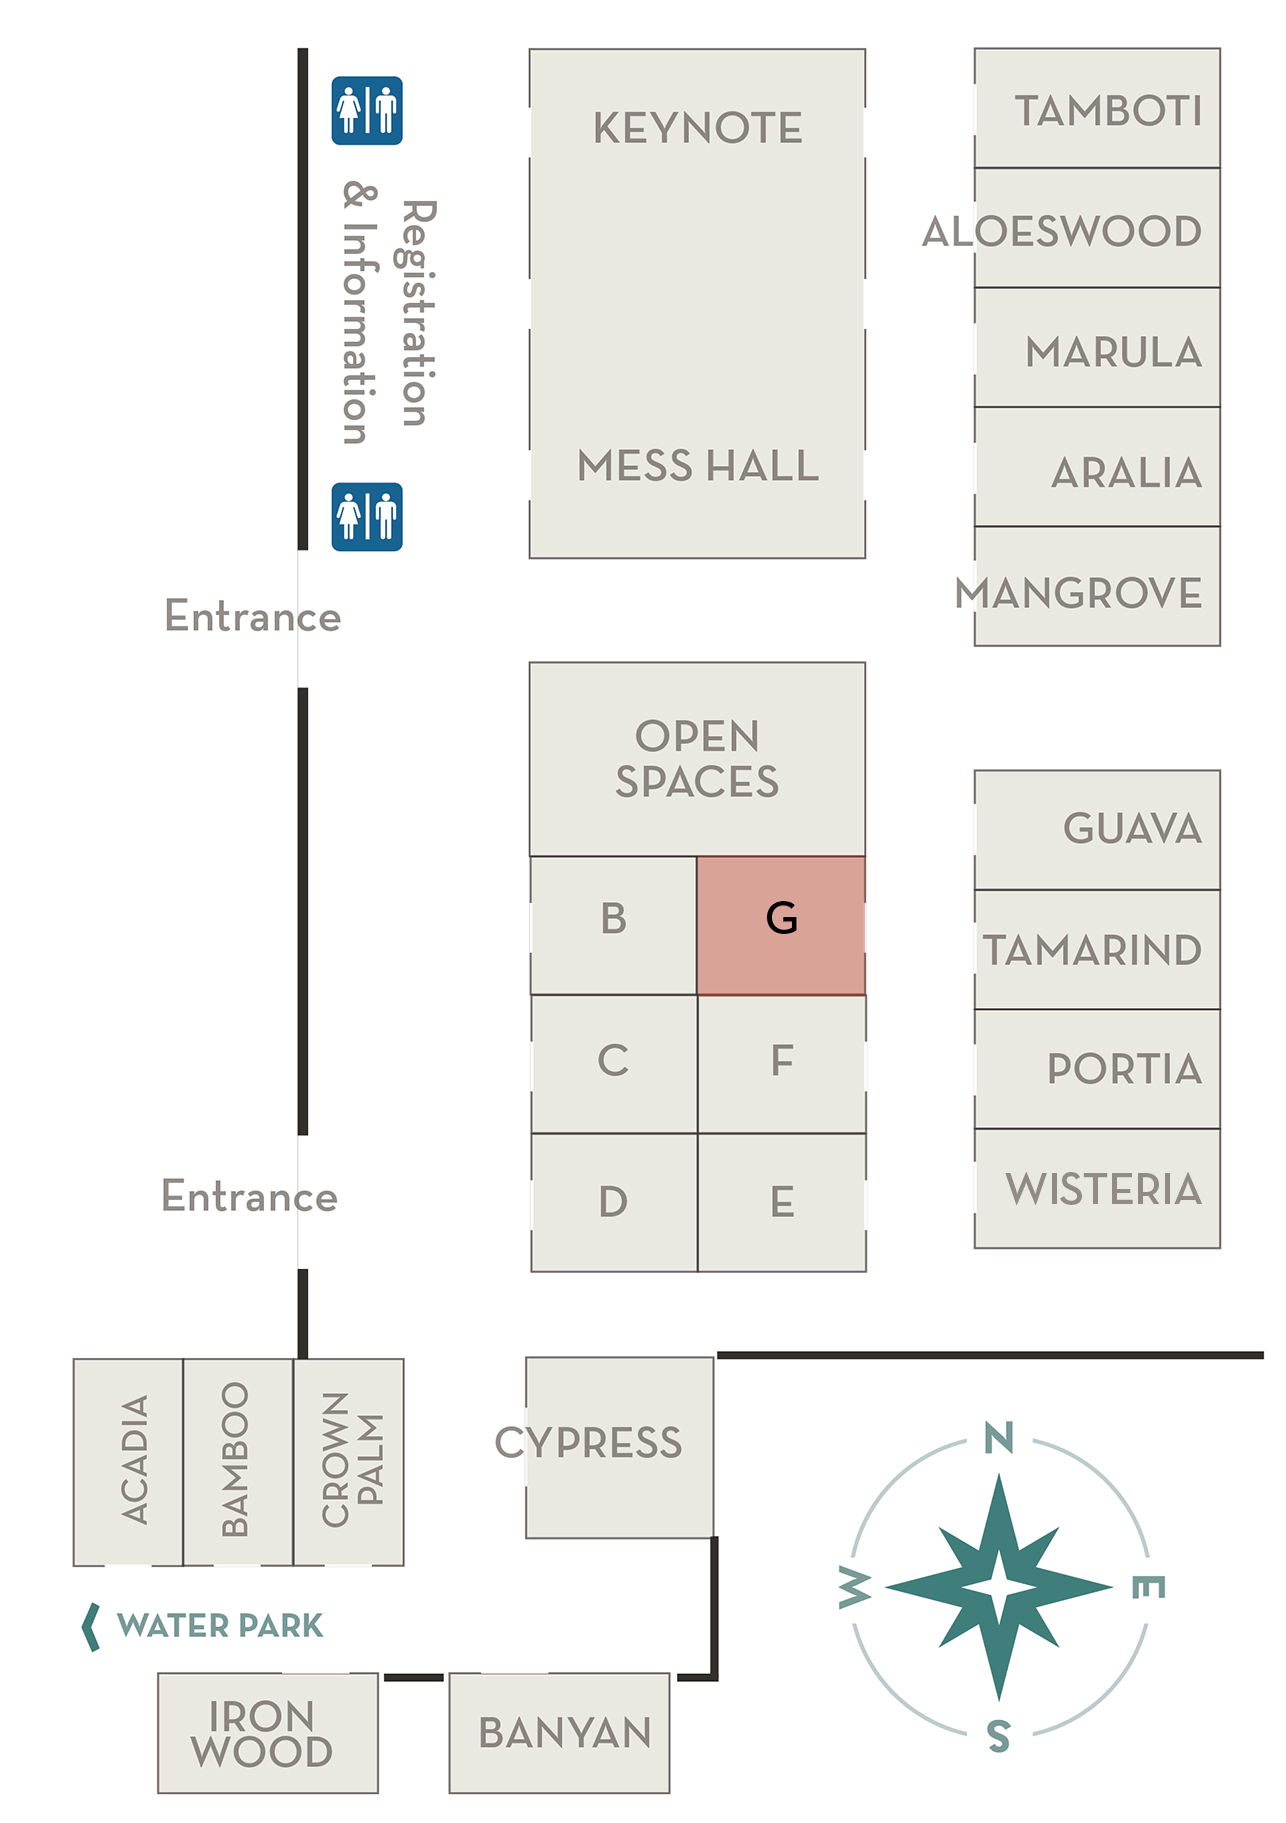 KEYNOTE
MESS HALL
Registration
& Information
TAMBOTI
ALOESWOOD
MARULA
ARALIA
MANGROVE
Entrance
OPEN
SPACES
B
G
C
F
D
E
GUAVA
TAMARIND
PORTIA
WISTERIA
Entrance
ACADIA
BAMBOO
CROWN
PALM
CYPRESS
WATER PARK
IRON
WOOD
BANYAN
N
W
E
S